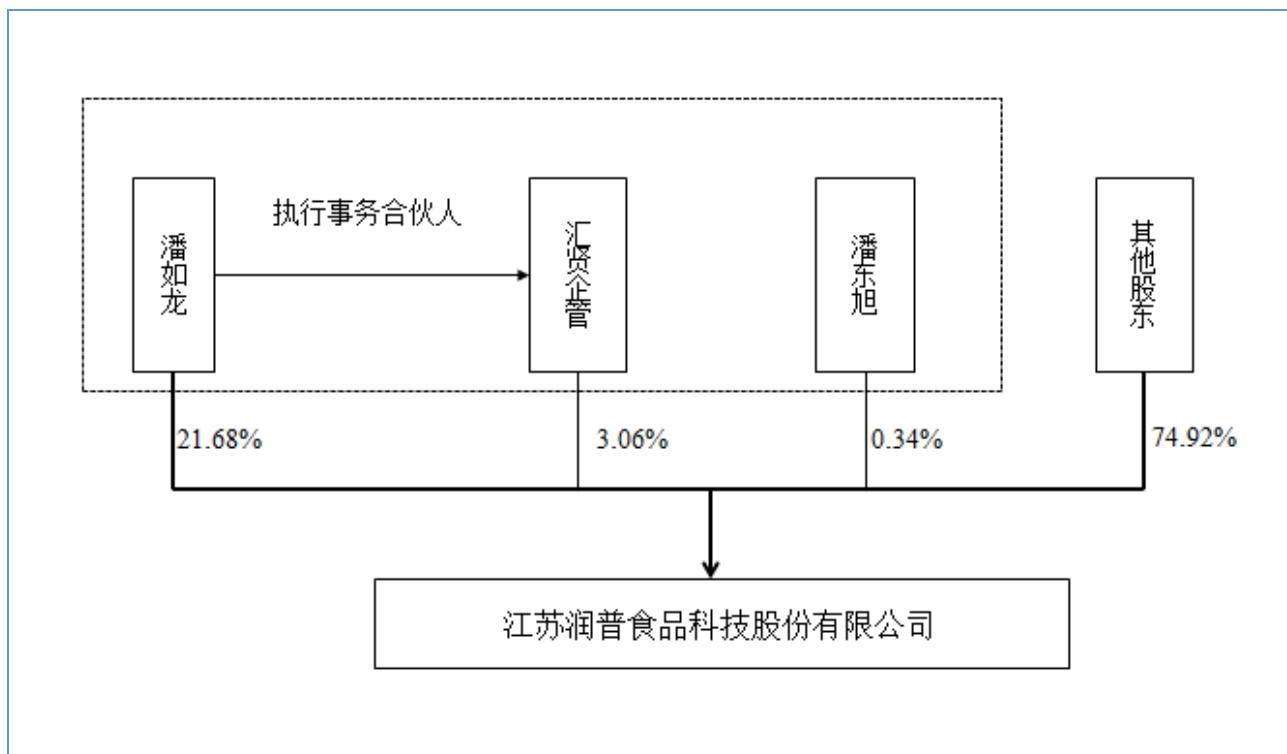 执行事务合伙人
潘如龙
汇贤企管
潘东旭
其他股东
21.68%
3.06%
0.34%
74.92%
江苏润普食品科技股份有限公司